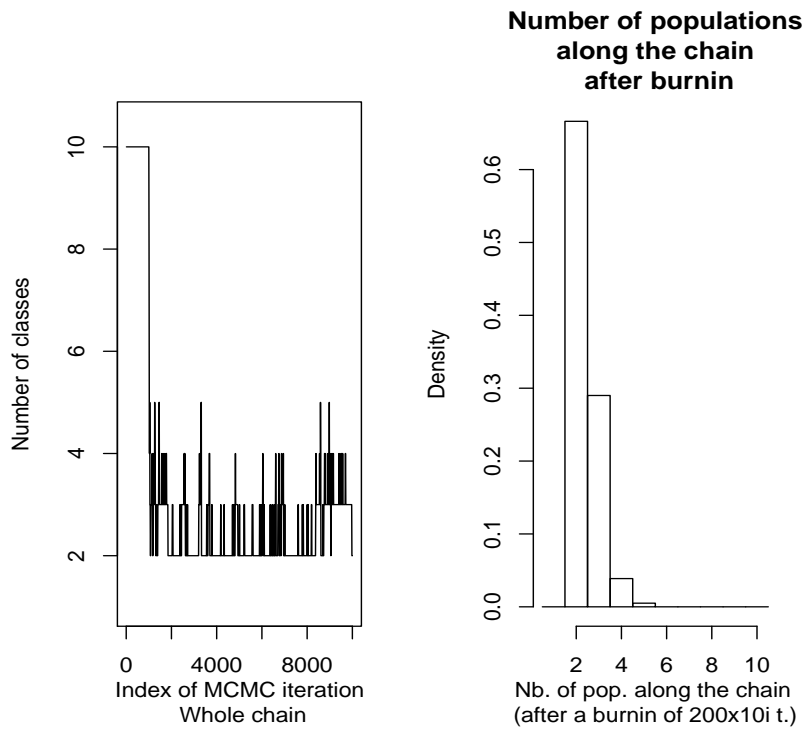 Number of classes
10
8
6
4
2
0
4000
8000
Index of MCMC iteration
Whole chain
Number of populations
along the chain
after burnin
Density
0.6
0.5
0.4
0.3
0.2
0.1
0.0
2
4
6
8
10
Nb. of pop. along the chain
(after a burnin of 200x10i t.)